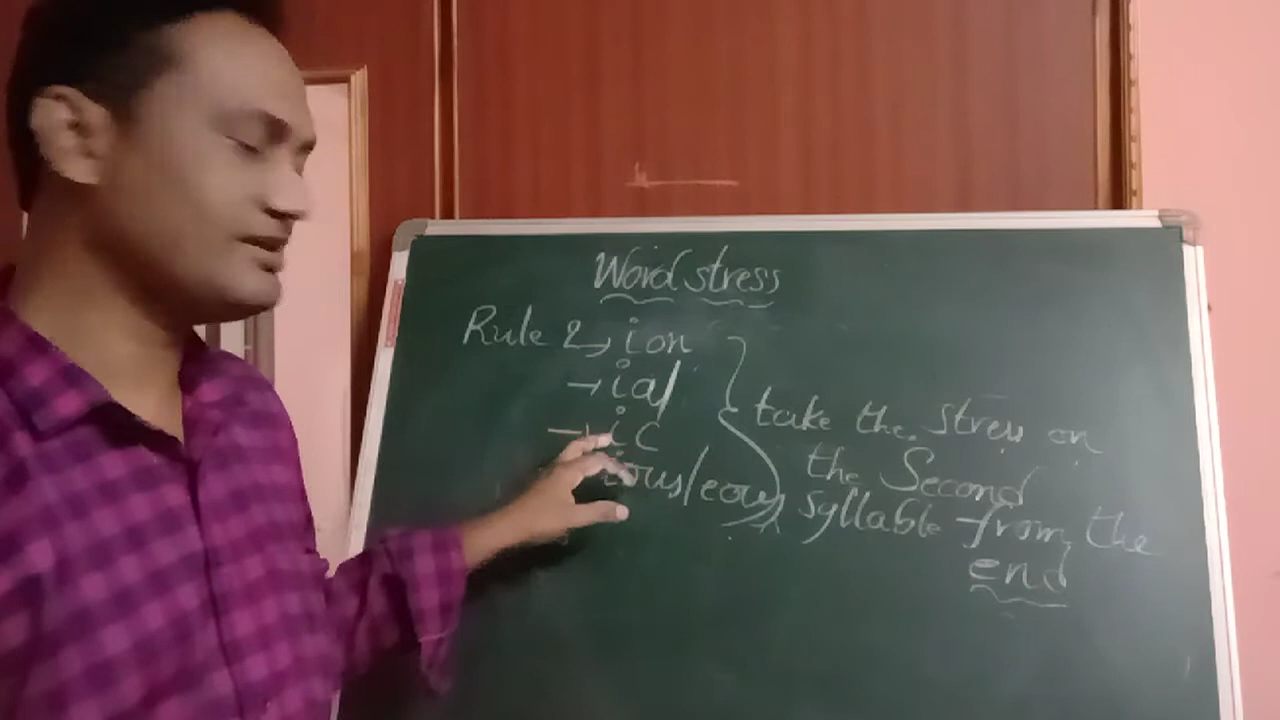 Word stress
Rule 2 → ion
→ ial
→ ic
ious/eous
take the stress on
the Second
syllable from the
end